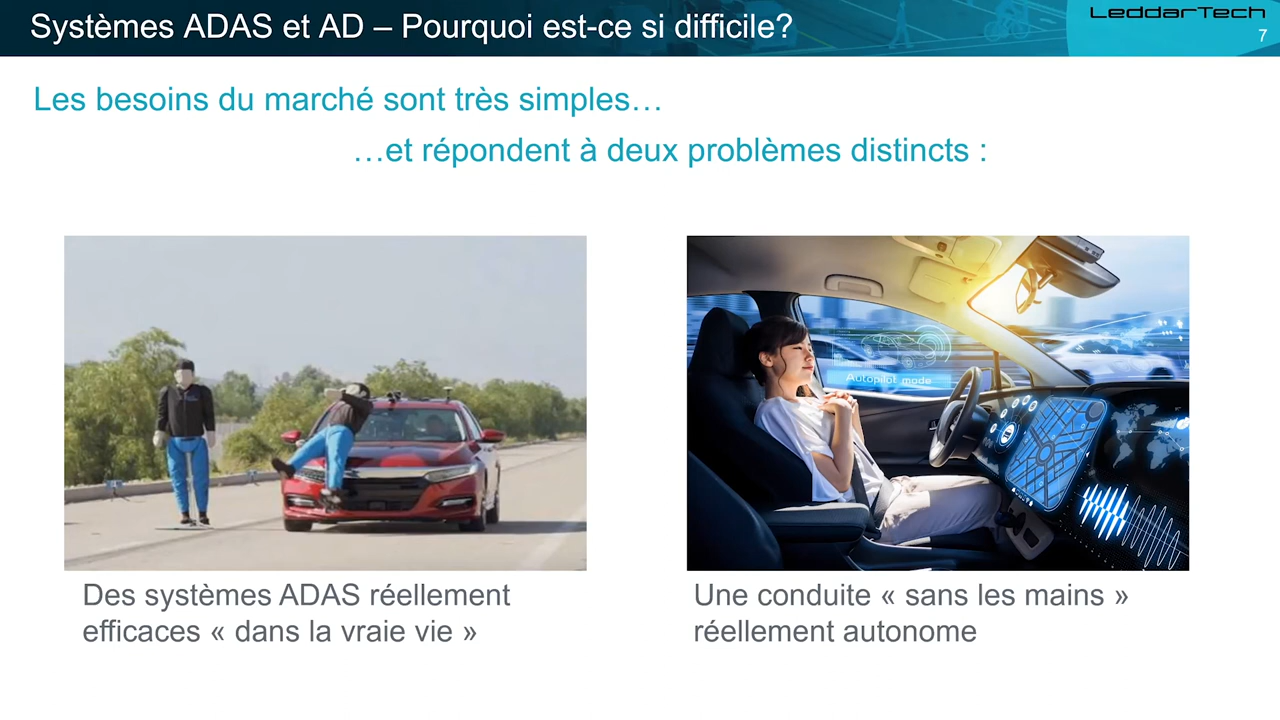 Systèmes ADAS et AD – Pourquoi est-ce si difficile?
LeddarTech
7
Les besoins du marché sont très simples…
…et répondent à deux problèmes distincts :
Autopilot mode
Des systèmes ADAS réellement
efficaces « dans la vraie vie »
Une conduite « sans les mains »
réellement autonome